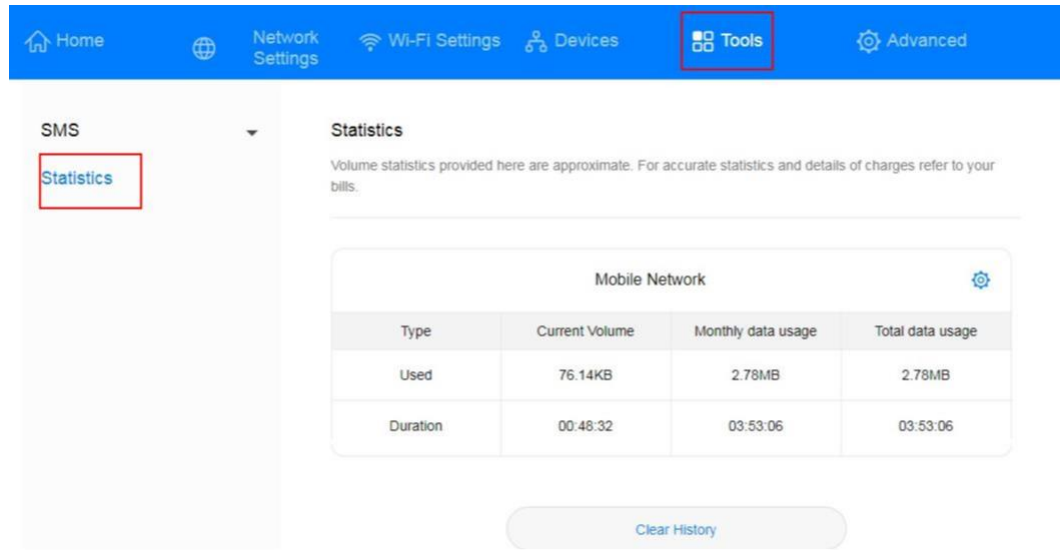 Home
Network
Settings
Wi-Fi Settings
Devices
Tools
Advanced
SMS
Statistics
Statistics
Volume statistics provided here are approximate. For accurate statistics and details of charges refer to your
bills.
Mobile Network
Type Current Volume Monthly data usage Total data usage
Used 76.14KB 2.78MB 2.78MB
Duration 00:48:32 03:53:06 03:53:06
Clear History